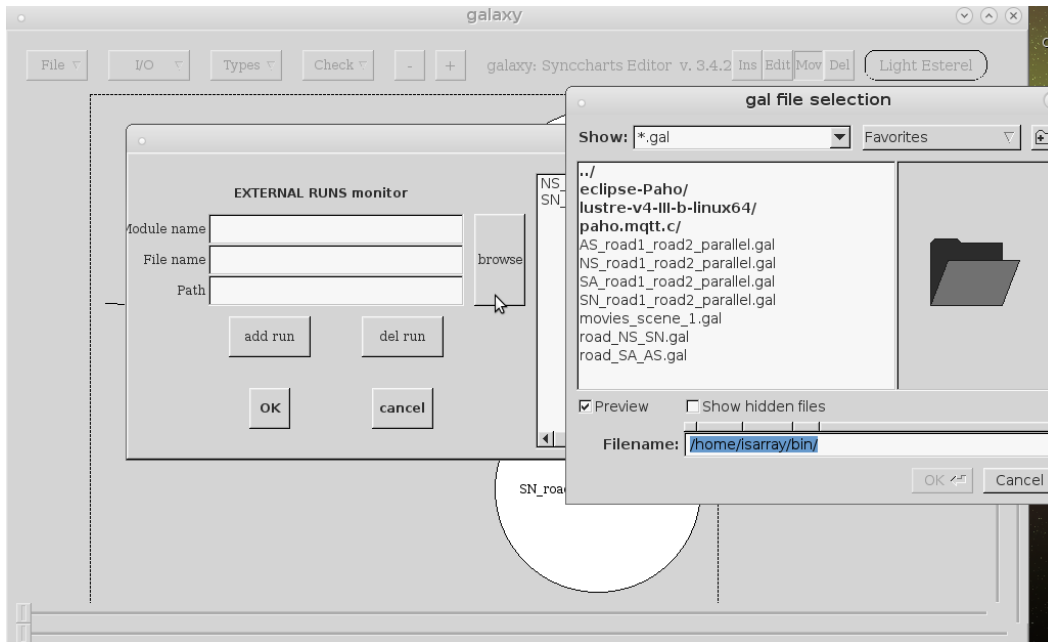 galaxy
File I/O Types Check - + galaxy: Synccharts Editor v. 3.4.2 Ins Edit Mov Del Light Esterel
EXTERNAL RUNS monitor
Module name
File name
Path
browse
add run del run
OK cancel
NS_
SN_
SN_roa
gal file selection
Show: *.gal Favorites
../
eclipse-Paho/
lustre-v4-III-b-linux64/
paho.mqtt.c/
AS_road1_road2_parallel.gal
NS_road1_road2_parallel.gal
SA_road1_road2_parallel.gal
SN_road1_road2_parallel.gal
movies_scene_1.gal
road_NS_SN.gal
road_SA_AS.gal
Preview Show hidden files
Filename: /home/isarray/bin/
OK Cancel